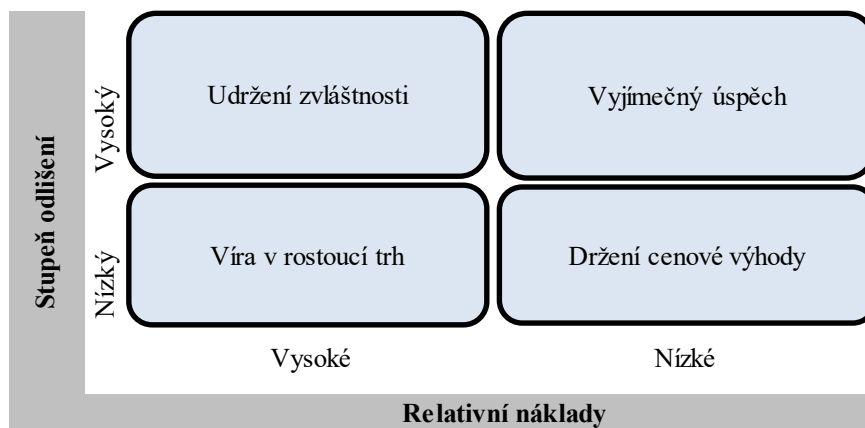 Stupeň odlišení
Vysoký
Udržení zvláštnosti
Vyjímečný úspěch
Nízký
Víra v rostoucí trh
Držení cenové výhody
Vysoké
Nízké
Relativní náklady